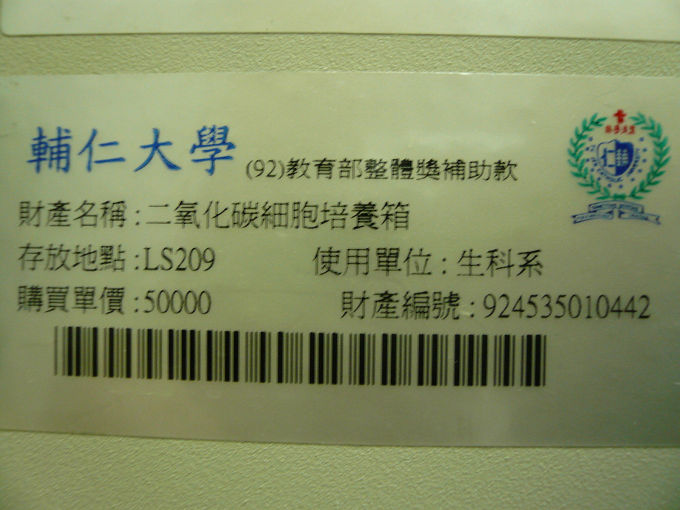 輔仁大學 (92)教育部整體獎補助款
財產名稱:二氧化碳細胞培養箱
存放地點:LS209 使用單位:生科系
購買單價:50000 財產編號:924535010442